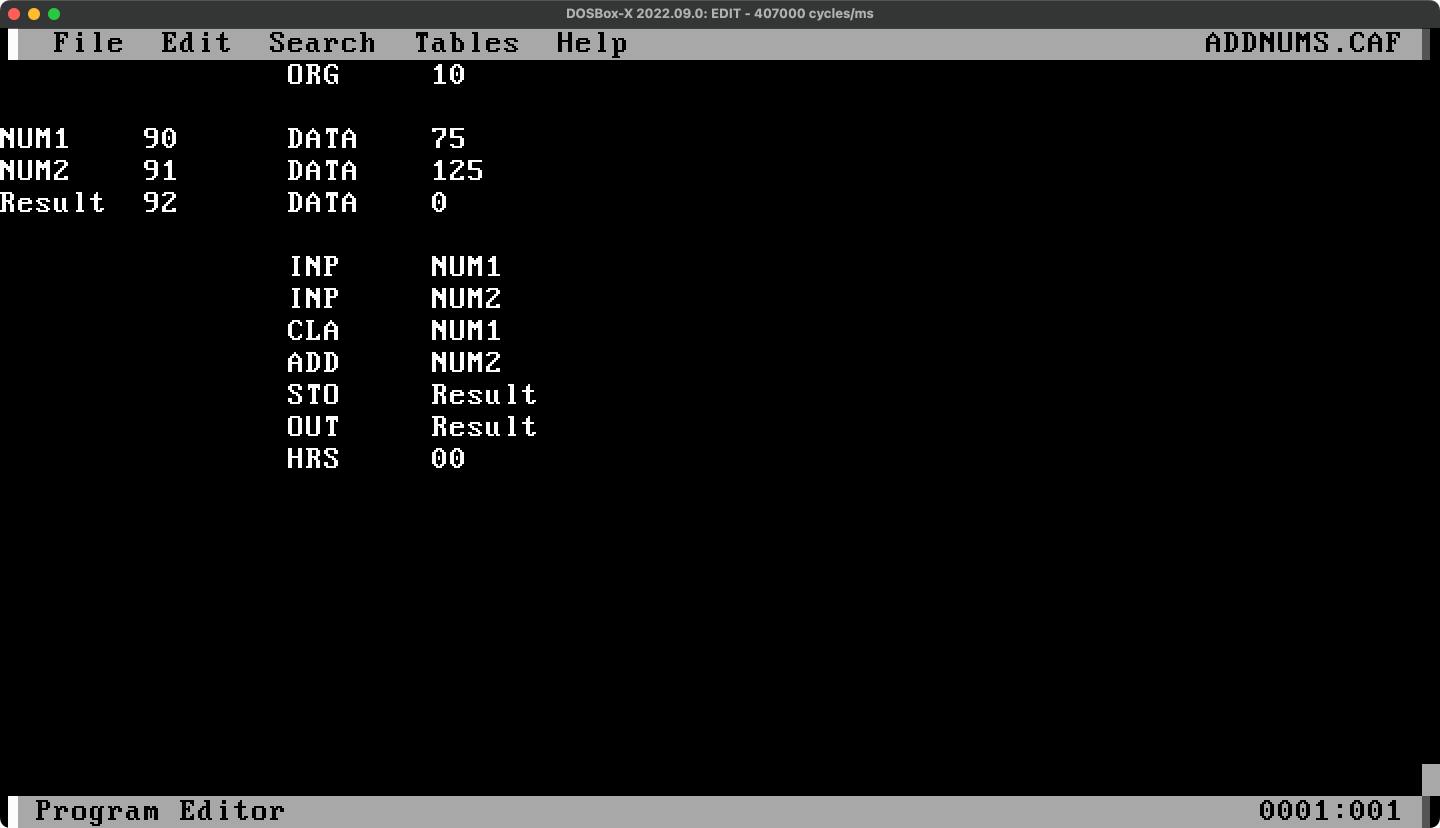 DOSBox-X 2022.09.0: EDIT - 407000 cycles/ms
File Edit Search Tables Help ADDNUMS.CAF
ORG 10
NUM1 90 DATA 75
NUM2 91 DATA 125
Result 92 DATA 0
INP NUM1
INP NUM2
CLA NUM1
ADD NUM2
STO Result
OUT Result
HRS 00
Program Editor 0001:001